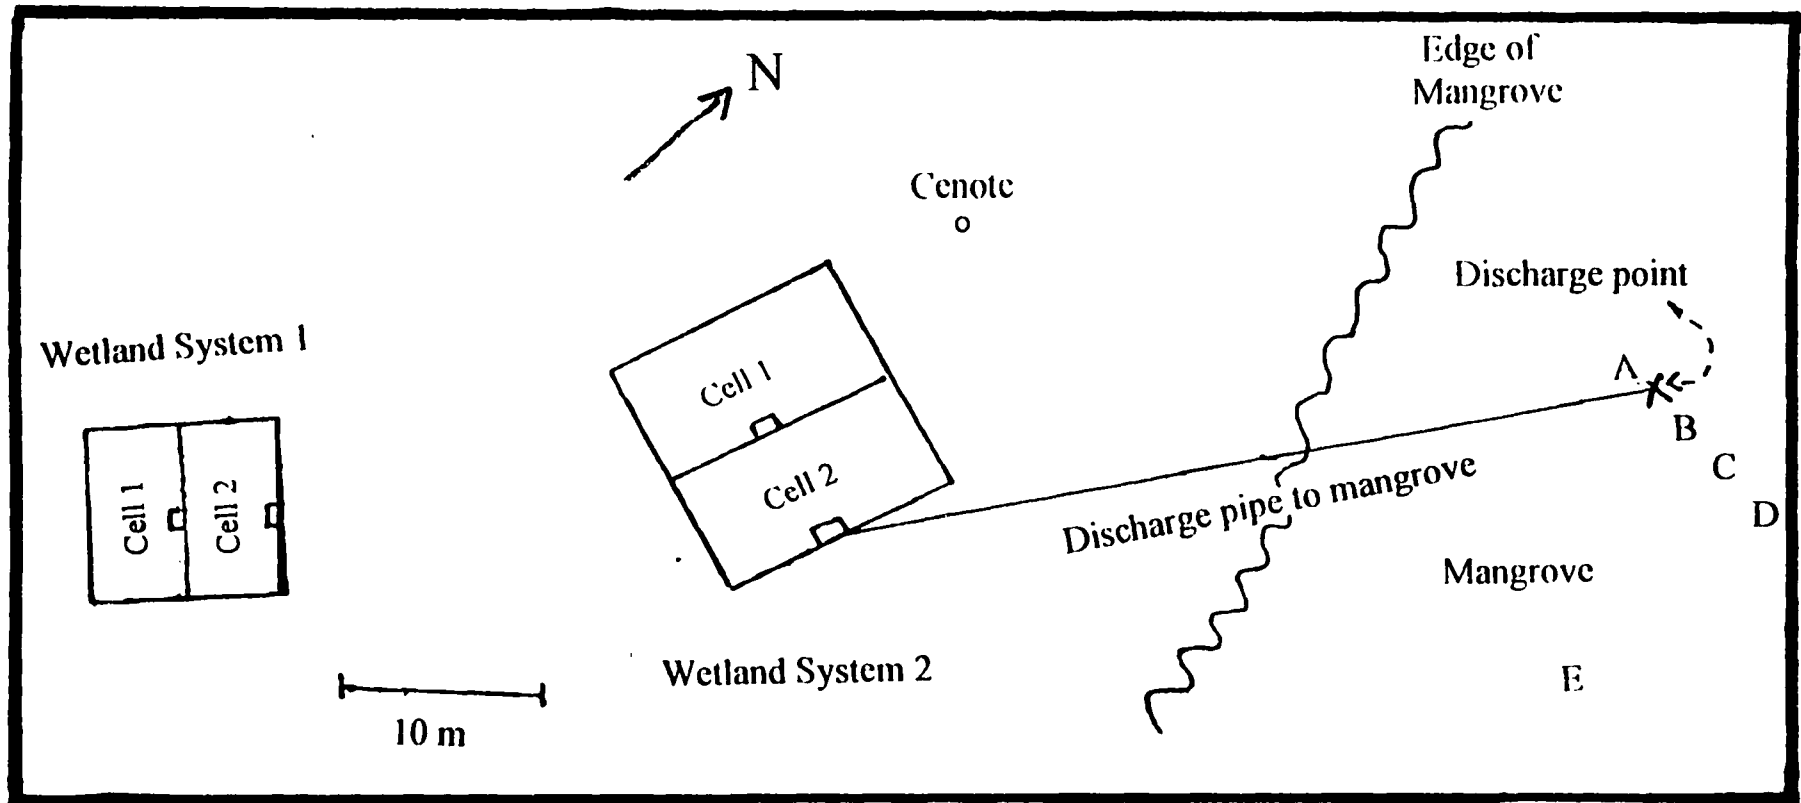 Edge of
Mangrove
N
Cenote
Discharge point
Wetland System 1
A
B
C
D
Cell 1
Cell 2
Cell 1
Cell 2
Discharge pipe to mangrove
Mangrove
E
Wetland System 2
10 m